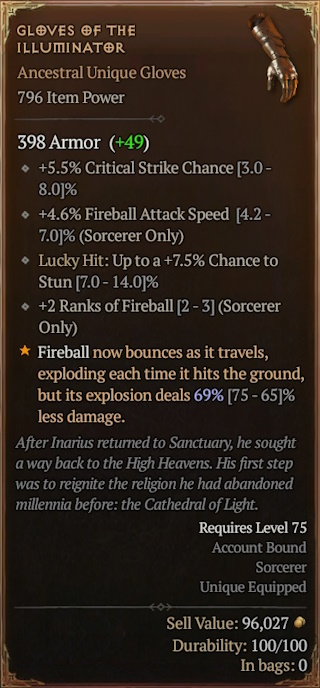 GLOVES OF THE
ILLUMINATOR
Ancestral Unique Gloves
796 Item Power
398 Armor (+49)
+5.5% Critical Strike Chance [3.0 -
8.0]%
+4.6% Fireball Attack Speed [4.2 -
7.0]% (Sorcerer Only)
Lucky Hit: Up to a +7.5% Chance to
Stun [7.0 - 14.0]%
+2 Ranks of Fireball [2 - 3] (Sorcerer
Only)
Fireball now bounces as it travels,
exploding each time it hits the ground,
but its explosion deals 69% [75 - 65]%
less damage.
After Inarius returned to Sanctuary, he sought
a way back to the High Heavens. His first step
was to reignite the religion he had abandoned
millennia before: the Cathedral of Light.
Requires Level 75
Account Bound
Sorcerer
Unique Equipped
Sell Value: 96,027
Durability: 100/100
In bags: 0